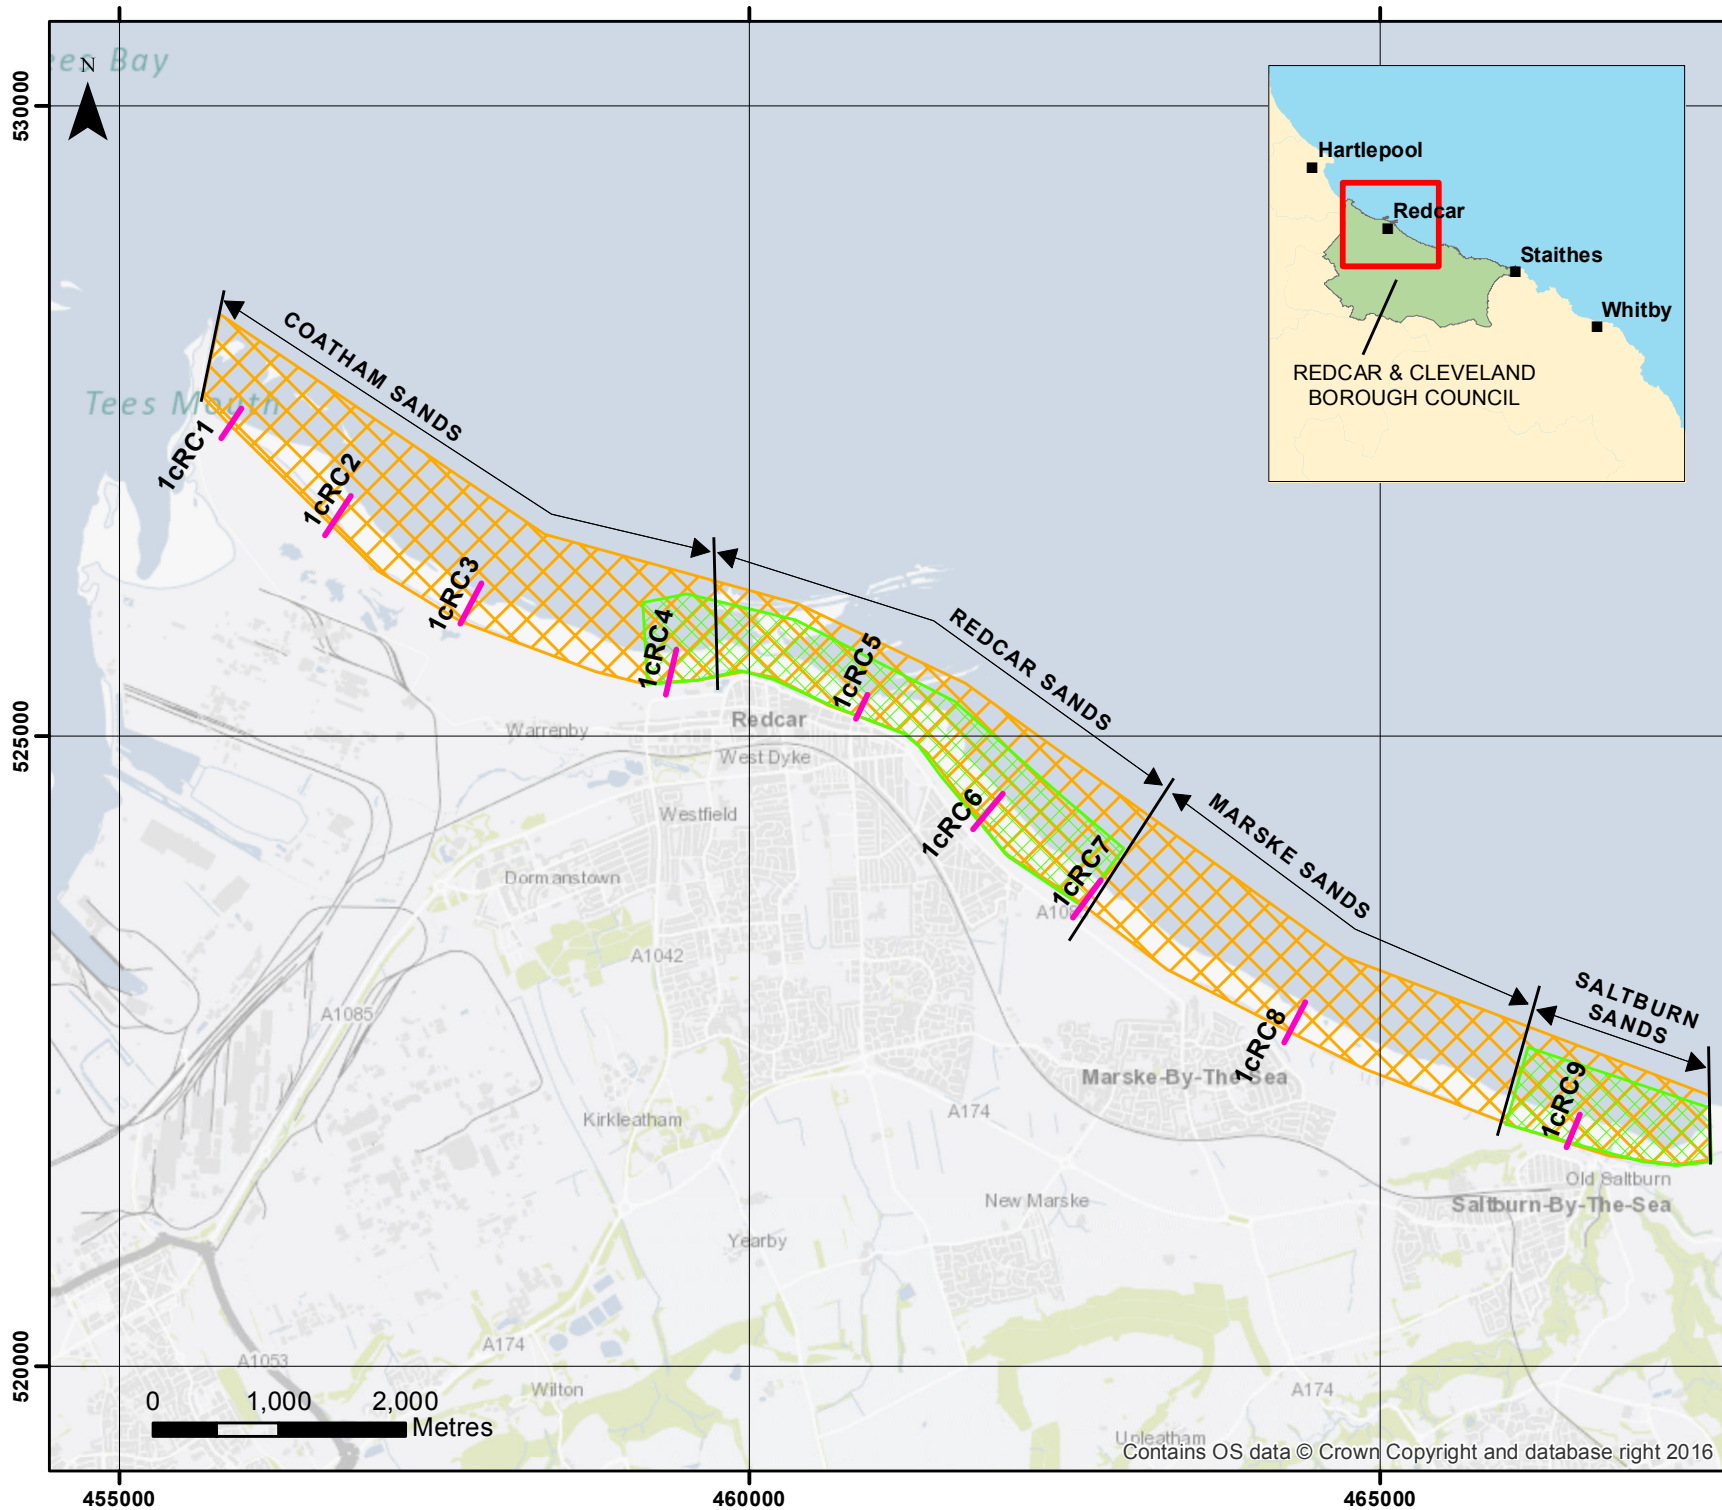 ees Bay
N
530000
525000
520000
455000
460000
465000
Hartlepool
Redcar
Staithes
Whitby
REDCAR & CLEVELAND
BOROUGH COUNCIL
COATHAM SANDS
REDCAR SANDS
MARSKE SANDS
SALTBURN
SANDS
Tees Mouth
1cRC1
1cRC2
1cRC3
1cRC4
1cRC5
1cRC6
1cRC7
1cRC8
1cRC9
Warrenby
Redcar
West Dyke
Westfield
Dormanstown
A1042
A1085
A108
Marske-By-The-Sea
Kirkleatham
A174
New Marske
Old Saltburn
Saltburn-By-The-Sea
Yearby
A174
A1053
Wilton
A174
Upleatham
0 1,000 2,000
Metres
Contains OS data © Crown Copyright and database right 2016